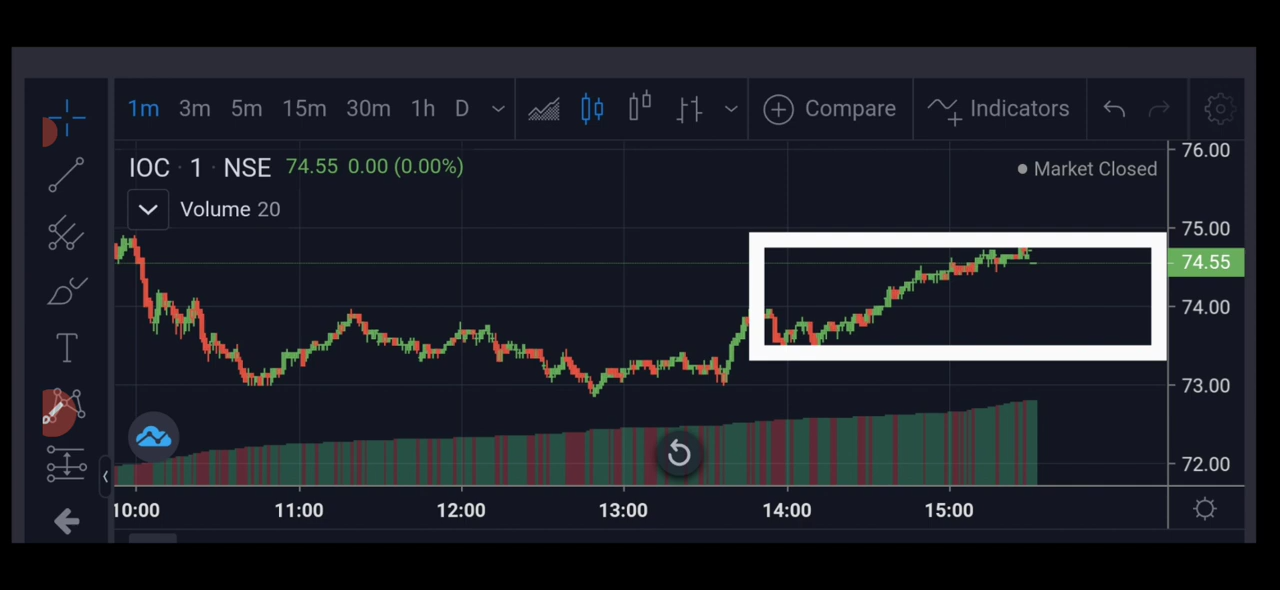 1m 3m 5m 15m 30m 1h D Compare Indicators
IOC · 1 · NSE 74.55 0.00 (0.00%)
Market Closed
Volume 20
T
76.00
75.00
74.55
74.00
73.00
72.00
10:00 11:00 12:00 13:00 14:00 15:00